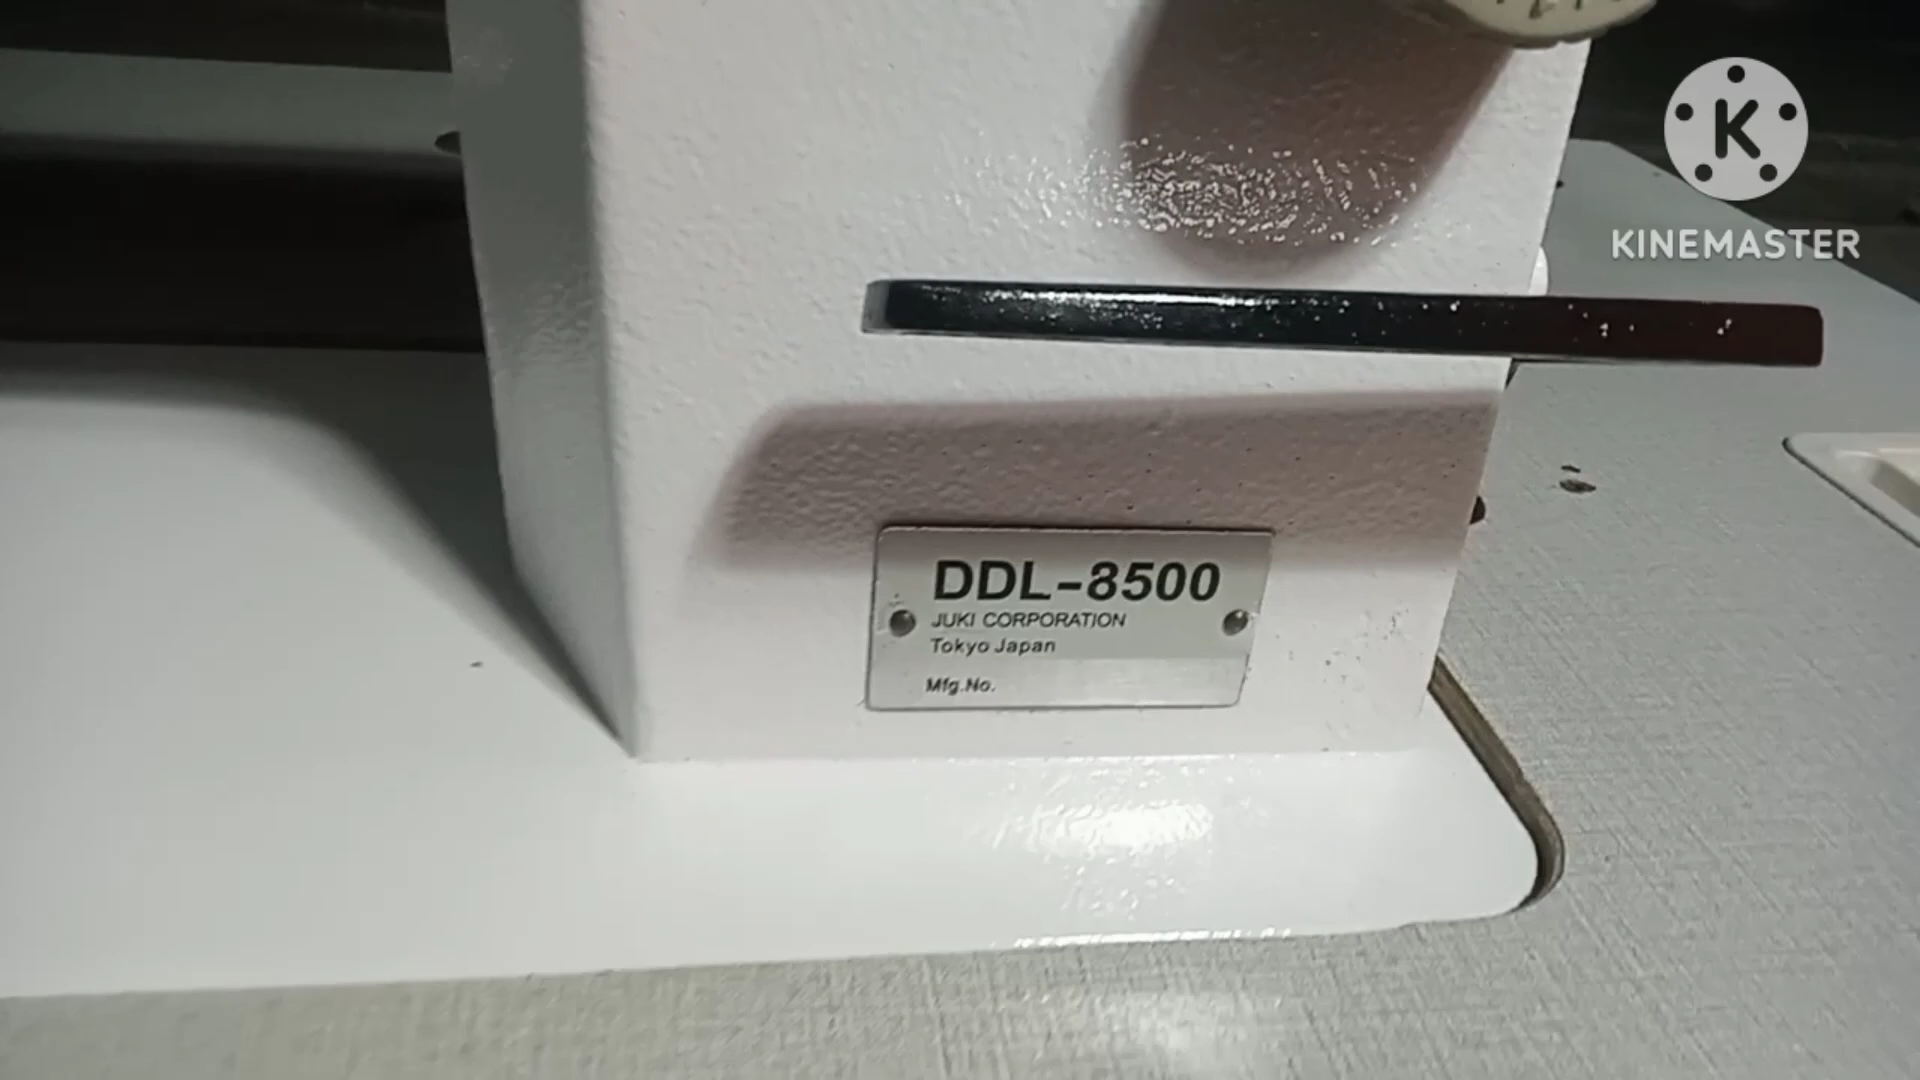 K
KINEMASTER
DDL-8500
JUKI CORPORATION
Tokyo Japan
Mfg.No.